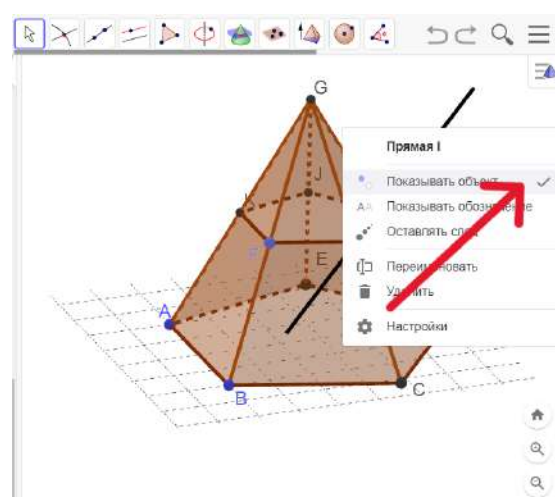 G
Прямая l
Показывать объект
J
Показывать обозначение
Оставлять след
F
E
Переименовать
Удалить
A
Настройки
B
C